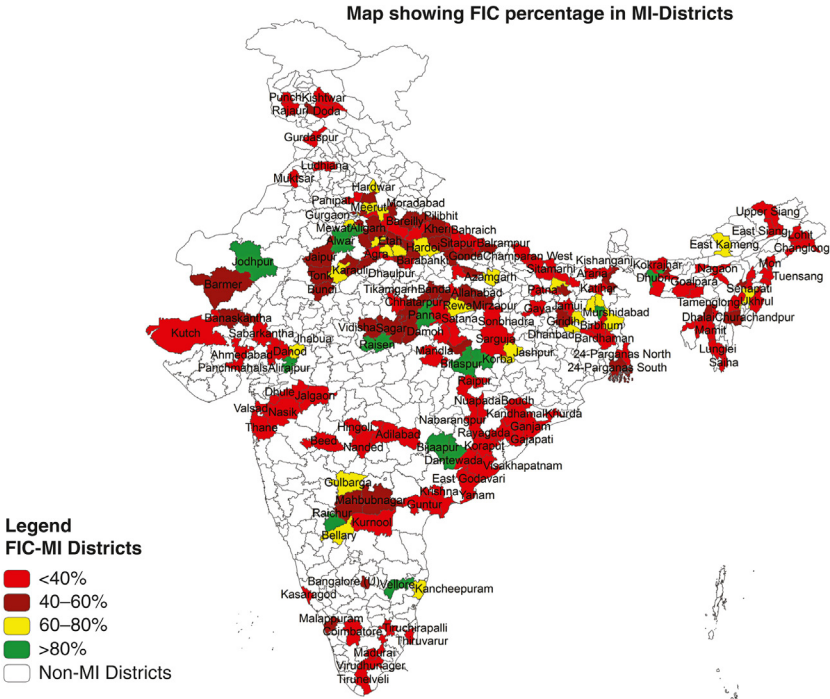 Map showing FIC percentage in MI-Districts
Punch Kishtwar
Rajauri Doda
Gurdaspur
Ludhiana
Muktsar
Hardwar
Panipat
Meerut
Moradabad
Gurgaon
Bareilly Pilibhit
Mewat Aligarh
Kheri Bahraich
Alwar
Etah
Hardoi
Sitapur Balrampur
Jaipur
Agra
Barabanki
Gonda Champaran West
Kishanganj
Jodhpur
Tonk
Karauli Dhaulpur
Azamgarh
Sitamarhi
Araria
Barmer
Bundi
Tikamgarh Banda
Allahabad
Patna
Katihar
Chhatarpur
Rewa Mirzapur
Gaya
Jamui
Murshidabad
Banaskantha
Panna
Satana
Sonbhadra
Giridih
Birbhum
Kutch
Sabarkantha
Vidisha Sagar
Damoh
Dhanbad
Bardhaman
Ahmedabad
Dahod
Jhabua
Raisen
Mandla
Sarguja
Jashpur
24-Parganas North
Panchmahals Alirajpur
Bilaspur
Korba
24-Parganas South
Raipur
Upper Siang
East Siang
Lohit
East Kameng
Changlong
Kokrajhar
Mon
Dhubri
Nagaon
Tuensang
Goalpara
Senapati
Tamenglong
Ukhrul
Dhalai
Churachandpur
Mamit
Lunglei
Saiha
Dhule
Jalgaon
Valsad
Nasik
Thane
Nuapada Boudh
Kandhamal Khurda
Nabarangpur
Ganjam
Hingoli
Adilabad
Rayagada
Gajapati
Beed
Nanded
Bijaapur
Koraput
Dantewada
Visakhapatnam
Gulbarga
East Godavari
Krishna
Yanam
Mahbubnagar
Guntur
Raichur
Kurnool
Bellary
Bangalore (U)
Vellore
Kancheepuram
Kasaragod
Malappuram
Coimbatore
Tiruchirapalli
Thiruvarur
Madurai
Virudhunager
Tirunelveli
Legend
FIC-MI Districts
<40%
40–60%
60–80%
>80%
Non-MI Districts